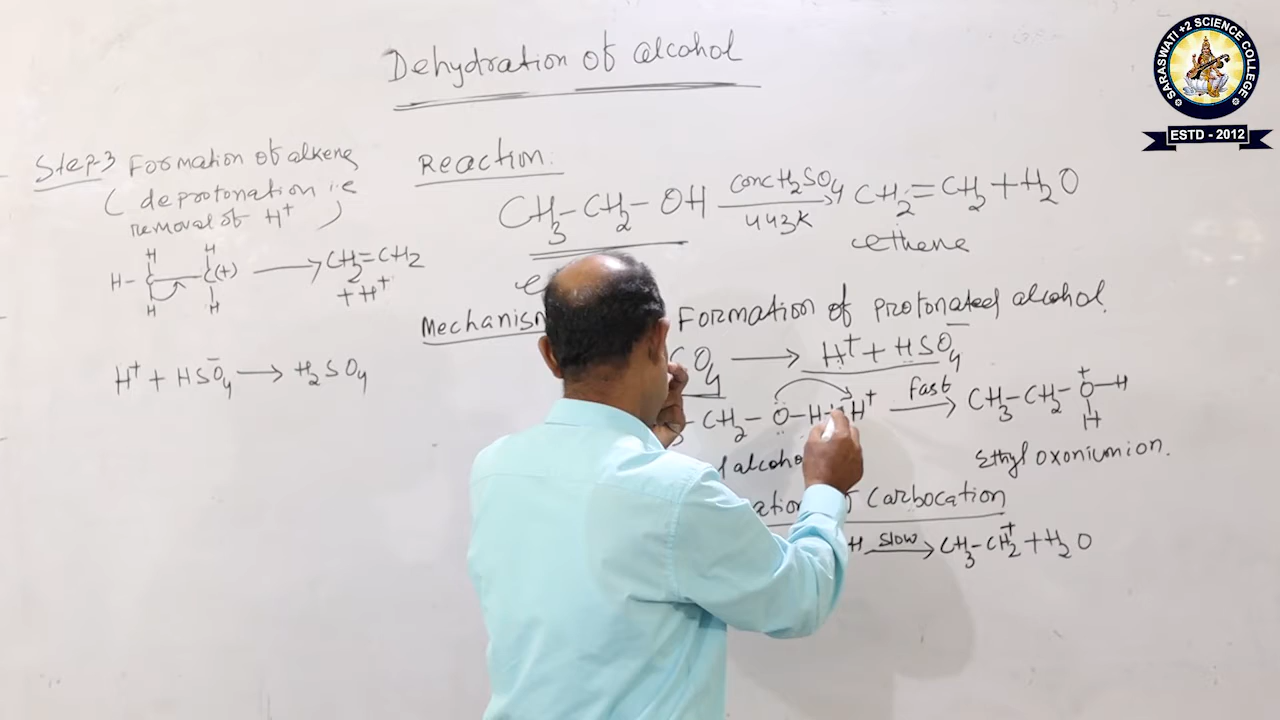 Dehydration of alcohol
SARASWATI +2 SCIENCE COLLEGE
ESTD - 2012
Step-3 Formation of alkene
( deprotonation i.e
removal of H⁺ )
H H
H-C-C(+) ⟶ CH₂=CH₂
H H
+ H⁺
H⁺ + HSO₄⁻ ⟶ H₂SO₄
Reaction:
CH₃-CH₂-OH conc H₂SO₄ ⟶ 443K CH₂=CH₂+H₂O
ethene
Mechanism Formation of protonated alcohol.
O₄ ⟶ H⁺ + HSO₄⁻
CH₂-O-H H⁺ fast ⟶ CH₃-CH₂-O⁺-H
H
alcohol Ethyl oxonium ion.
Carbocation
H slow ⟶ CH₃-CH₂⁺ + H₂O